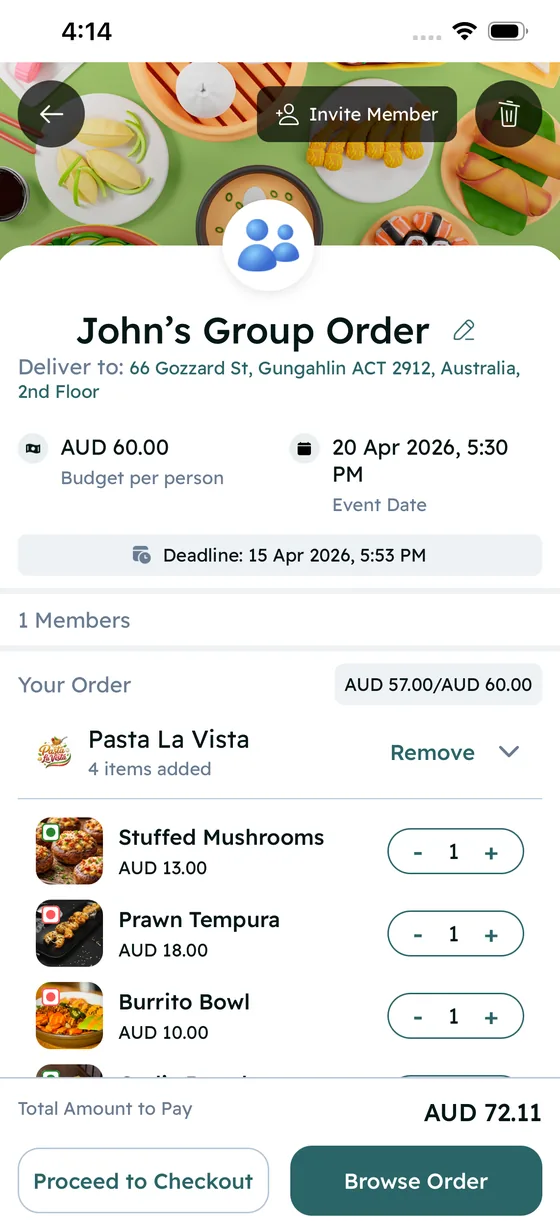 4:14
Invite Member
John's Group Order
Deliver to: 66 Gozzard St, Gungahlin ACT 2912, Australia,
2nd Floor
AUD 60.00
Budget per person
20 Apr 2026, 5:30
PM
Event Date
Deadline: 15 Apr 2026, 5:53 PM
1 Members
Your Order
AUD 57.00/AUD 60.00
Pasta La Vista
Pasta La Vista
4 items added
Remove
Stuffed Mushrooms
AUD 13.00
- 1 +
Prawn Tempura
AUD 18.00
- 1 +
Burrito Bowl
AUD 10.00
- 1 +
Total Amount to Pay
AUD 72.11
Proceed to Checkout
Browse Order